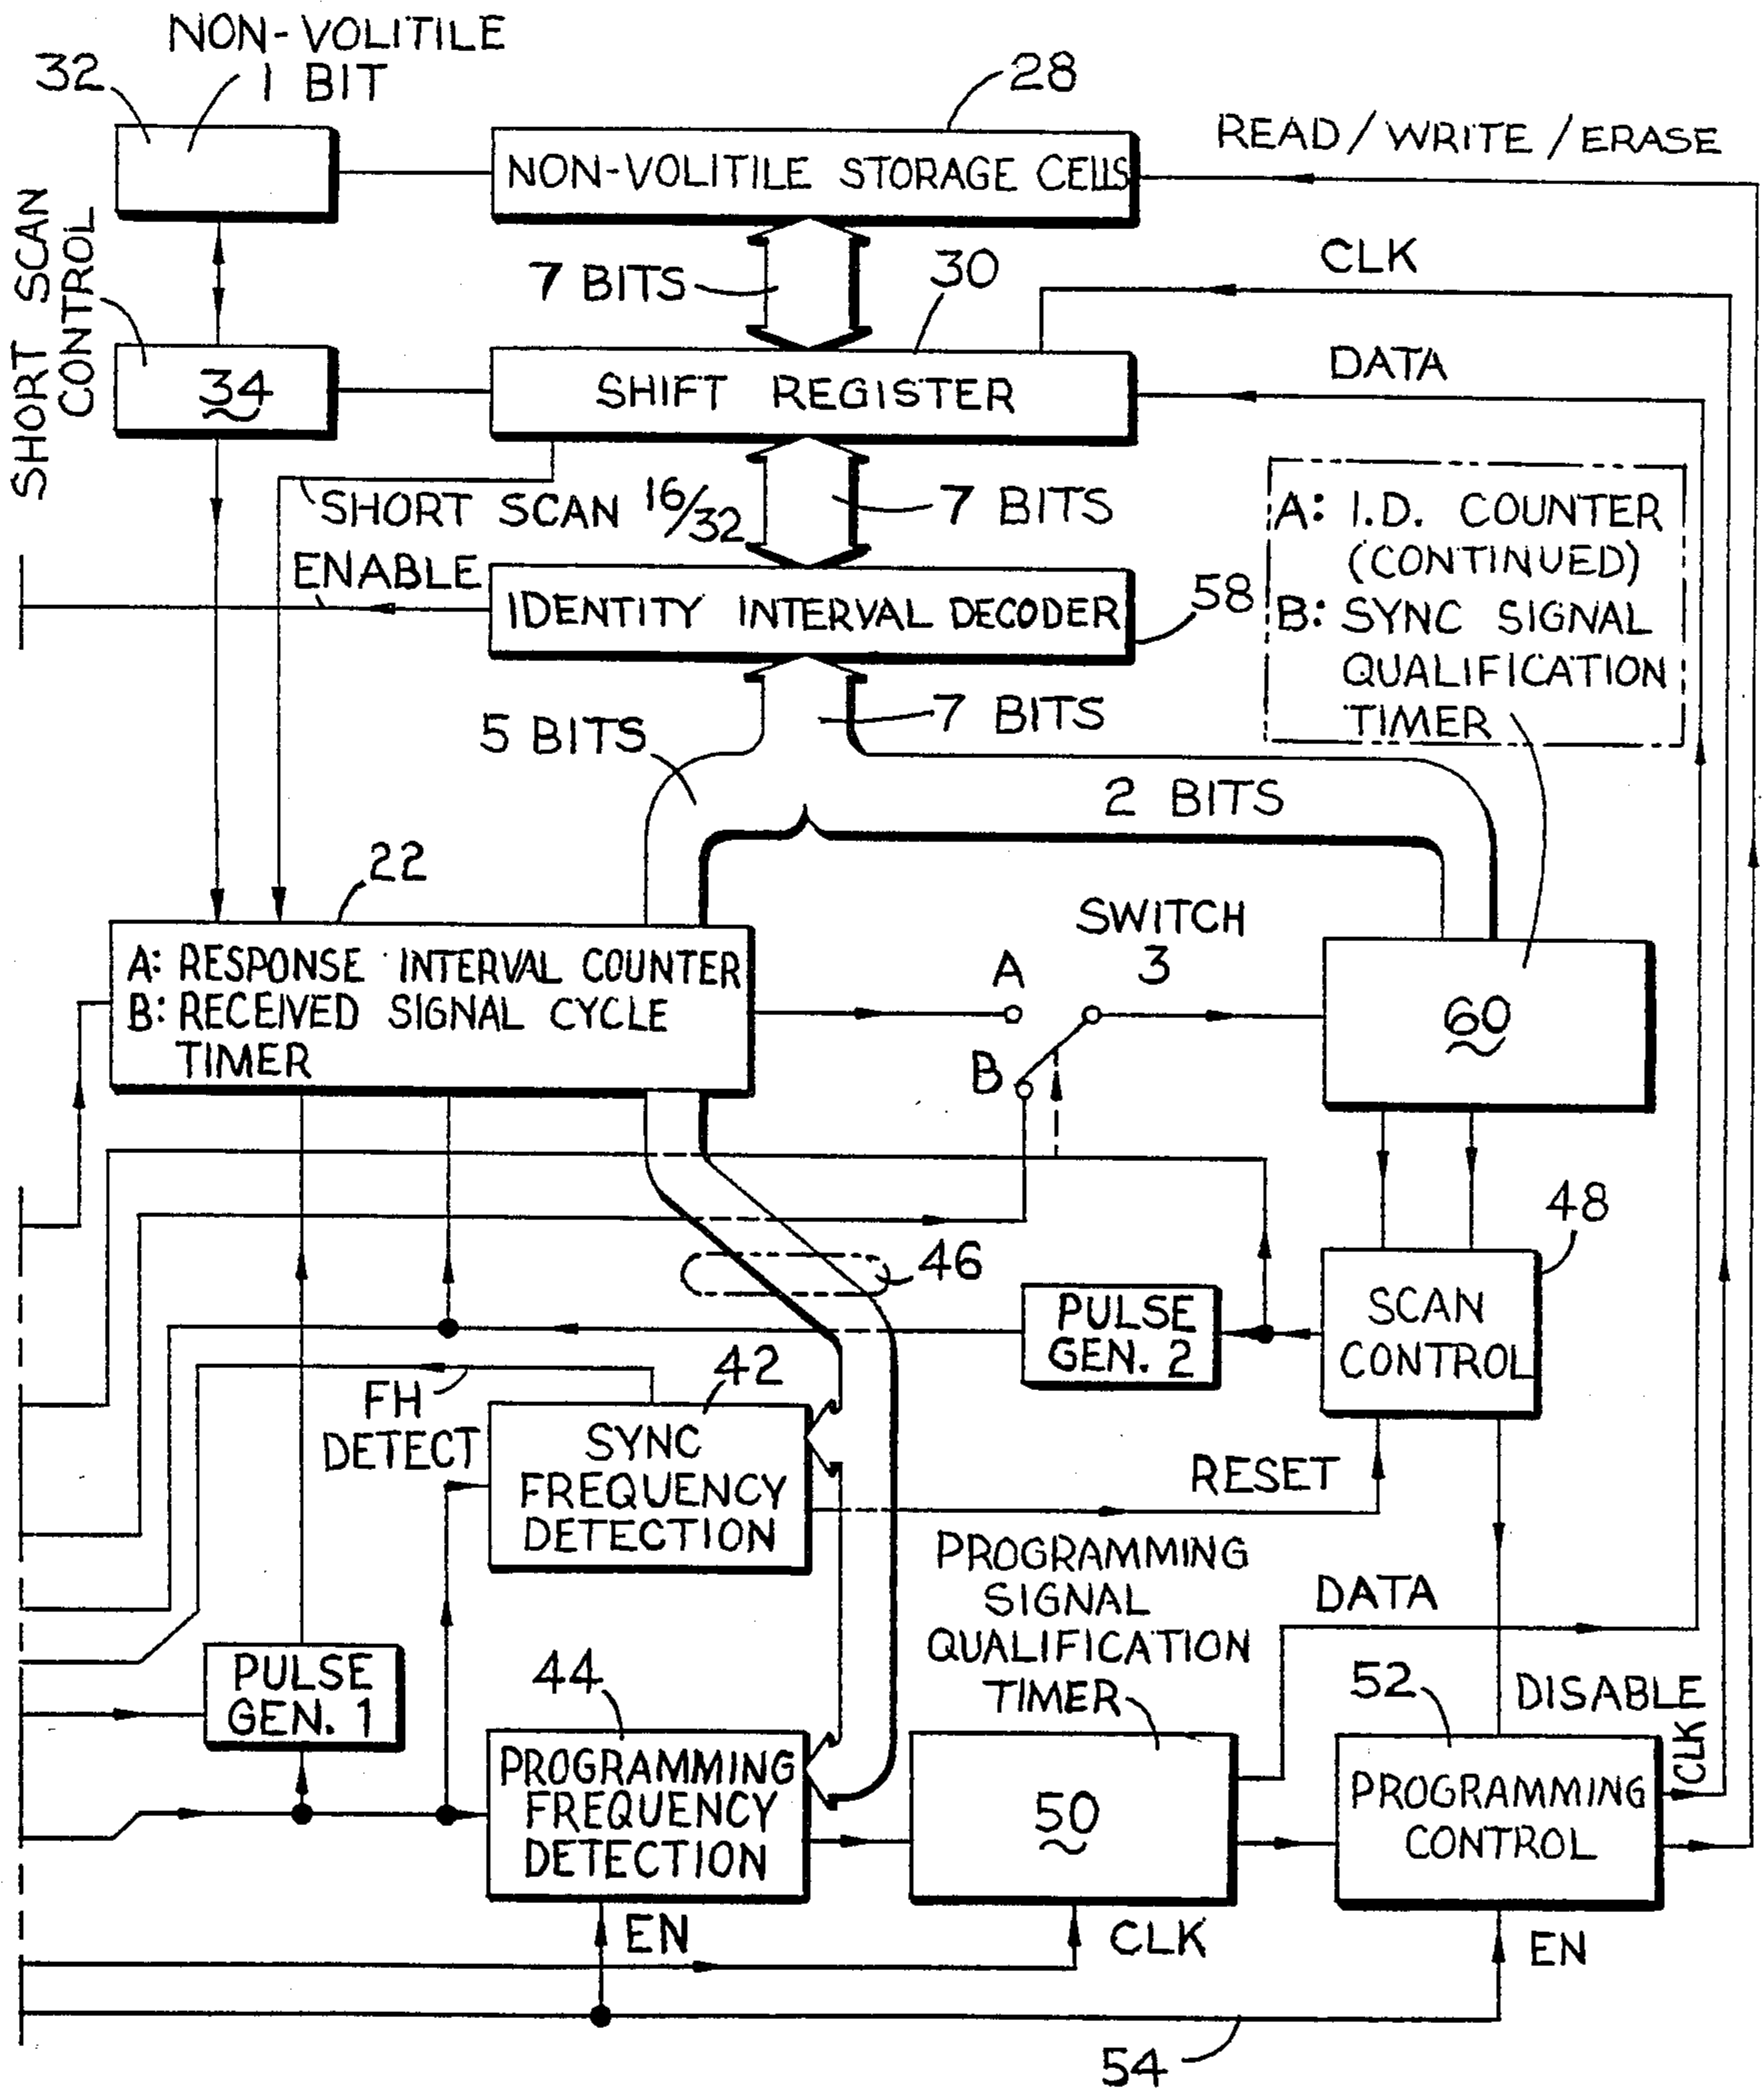 NON-VOLITILE
1 BIT
32
28
READ/WRITE/ERASE
NON-VOLITILE STORAGE CELLS
SHORT SCAN
CONTROL
7 BITS
30
CLK
34
SHIFT REGISTER
DATA
SHORT SCAN 16/32
7 BITS
A: I.D. COUNTER
(CONTINUED)
B: SYNC SIGNAL
QUALIFICATION
TIMER
ENABLE
IDENTITY INTERVAL DECODER
58
5 BITS
7 BITS
2 BITS
22
SWITCH
3
A: RESPONSE INTERVAL COUNTER
B: RECEIVED SIGNAL CYCLE
TIMER
A
B
60
48
46
PULSE
GEN. 2
SCAN
CONTROL
FH
DETECT
42
SYNC
FREQUENCY
DETECTION
RESET
PROGRAMMING
SIGNAL
QUALIFICATION
TIMER
DATA
PULSE
GEN. 1
44
52
DISABLE
CLK
PROGRAMMING
FREQUENCY
DETECTION
50
PROGRAMMING
CONTROL
EN
CLK
EN
54